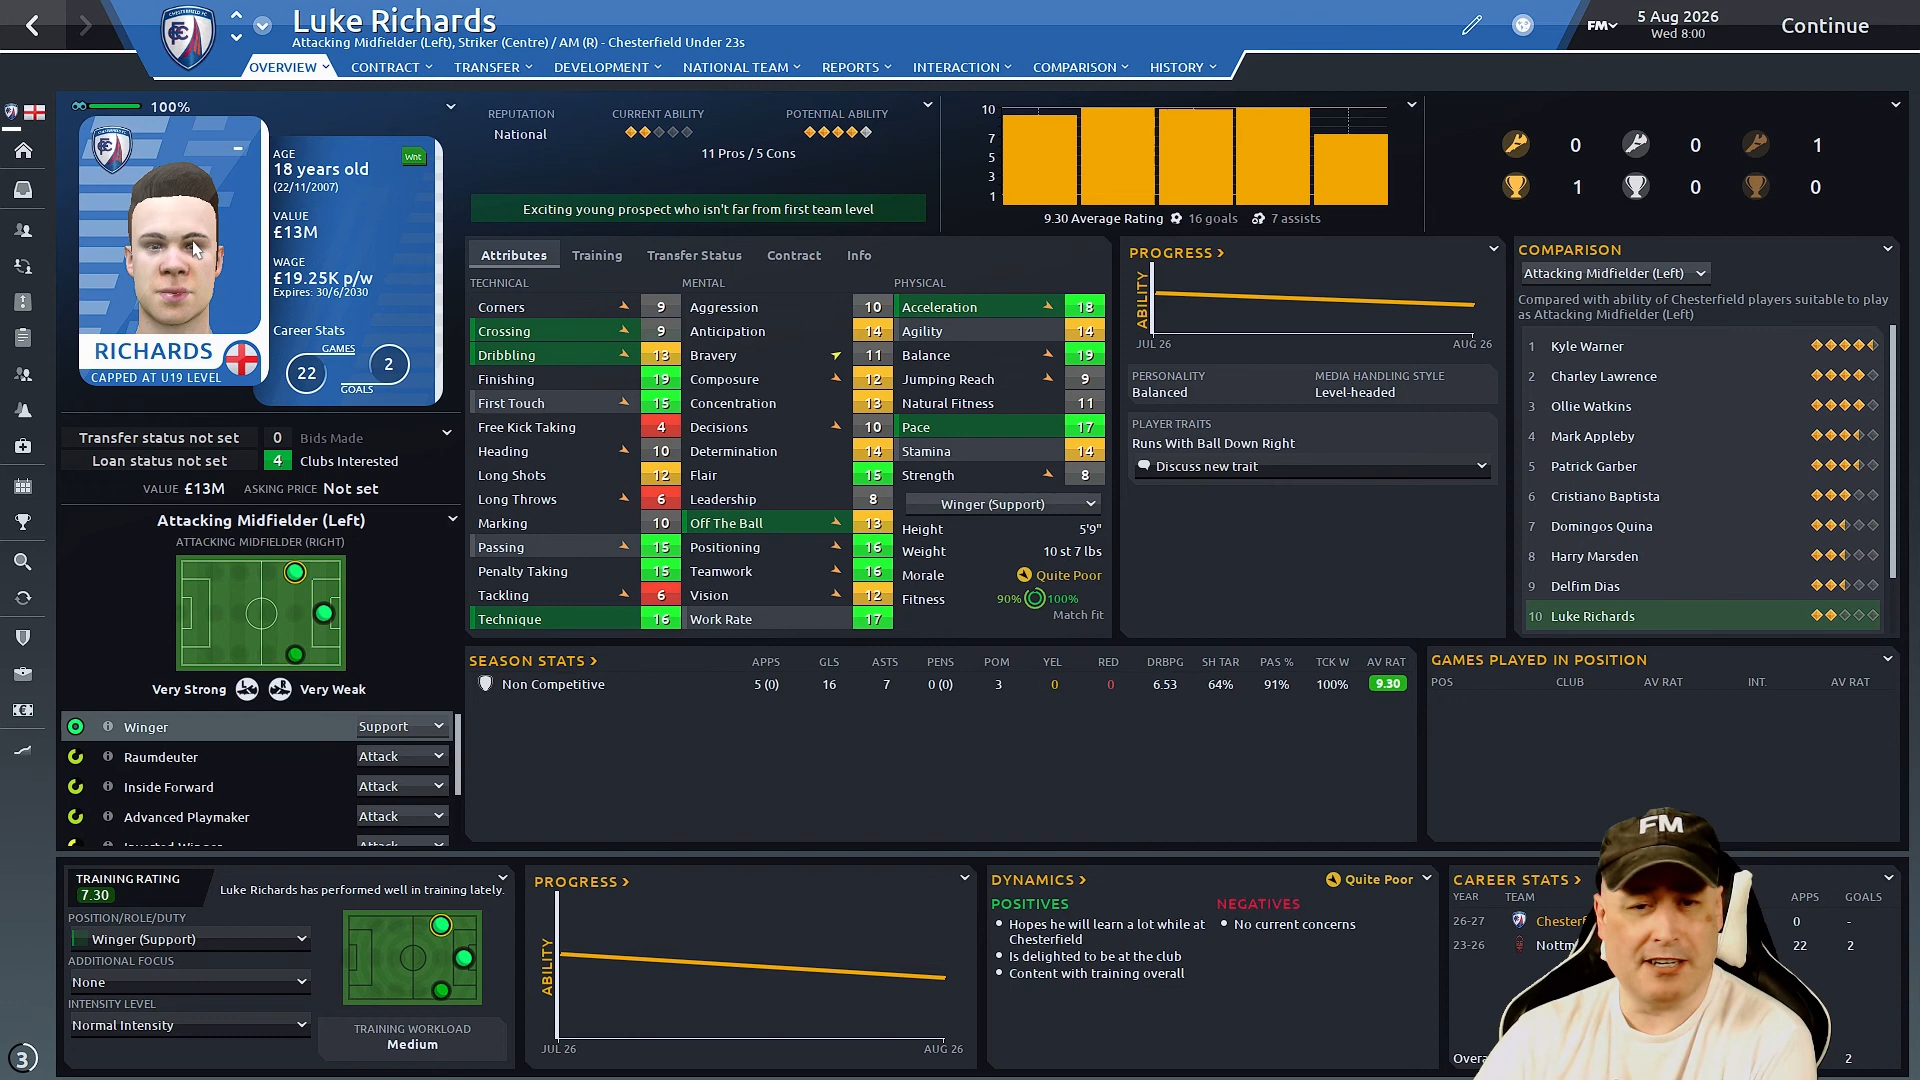 Luke Richards
Attacking Midfielder (Left), Striker (Centre) / AM (R) - Chesterfield Under 23s
FM
5 Aug 2026
Wed 8:00
Continue
OVERVIEW
CONTRACT
TRANSFER
DEVELOPMENT
NATIONAL TEAM
REPORTS
INTERACTION
COMPARISON
HISTORY
100%
AGE
18 years old
(22/11/2007)
Wnt
VALUE
£13M
WAGE
£19.25K p/w
Expires: 30/6/2030
Career Stats
GAMES
22
2
GOALS
RICHARDS
CAPPED AT U19 LEVEL
REPUTATION
National
CURRENT ABILITY
POTENTIAL ABILITY
11 Pros / 5 Cons
Exciting young prospect who isn't far from first team level
10
7
5
3
1
9.30 Average Rating 16 goals 7 assists
0 0 1
1 0 0
Transfer status not set 0 Bids Made
Loan status not set 4 Clubs Interested
VALUE £13M ASKING PRICE Not set
Attacking Midfielder (Left)
ATTACKING MIDFIELDER (RIGHT)
Very Strong L R Very Weak
Winger Support
Raumdeuter Attack
Inside Forward Attack
Advanced Playmaker Attack
Inverted Winger Attack
Attributes Training Transfer Status Contract Info
TECHNICAL MENTAL PHYSICAL
Corners 9 Aggression 10 Acceleration 18
Crossing 9 Anticipation 14 Agility 14
Dribbling 13 Bravery 11 Balance 19
Finishing 19 Composure 12 Jumping Reach 9
First Touch 15 Concentration 13 Natural Fitness 11
Free Kick Taking 4 Decisions 10 Pace 17
Heading 10 Determination 14 Stamina 14
Long Shots 12 Flair 15 Strength 8
Long Throws 6 Leadership 8 Winger (Support)
Marking 10 Off The Ball 13 Height 5'9"
Passing 15 Positioning 16 Weight 10 st 7 lbs
Penalty Taking 15 Teamwork 16 Morale Quite Poor
Tackling 6 Vision 12 Fitness 90% 100%
Match fit
Technique 16 Work Rate 17
PROGRESS >
ABILITY
JUL 26 AUG 26
PERSONALITY
Balanced
MEDIA HANDLING STYLE
Level-headed
PLAYER TRAITS
Runs With Ball Down Right
Discuss new trait
COMPARISON
Attacking Midfielder (Left)
Compared with ability of Chesterfield players suitable to play
as Attacking Midfielder (Left)
1 Kyle Warner
2 Charley Lawrence
3 Ollie Watkins
4 Mark Appleby
5 Patrick Garber
6 Cristiano Baptista
7 Domingos Quina
8 Harry Marsden
9 Delfim Dias
10 Luke Richards
SEASON STATS > APPS GLS ASTS PENS POM YEL RED DRBPG SH TAR PAS % TCK W AV RAT
Non Competitive 5 (0) 16 7 0 (0) 3 0 0 6.53 64% 91% 100% 9.30
GAMES PLAYED IN POSITION
POS CLUB AV RAT INT. AV RAT
TRAINING RATING
7.30
Luke Richards has performed well in training lately.
POSITION/ROLE/DUTY
Winger (Support)
ADDITIONAL FOCUS
None
INTENSITY LEVEL
Normal Intensity
TRAINING WORKLOAD
Medium
PROGRESS >
ABILITY
JUL 26 AUG 26
DYNAMICS > Quite Poor
POSITIVES
Hopes he will learn a lot while at
Chesterfield
Is delighted to be at the club
Content with training overall
NEGATIVES
No current concerns
CAREER STATS >
YEAR TEAM APPS GOALS
26-27 Chesterf 0 -
23-26 Nottm 22 2
Overa 2
FM
3